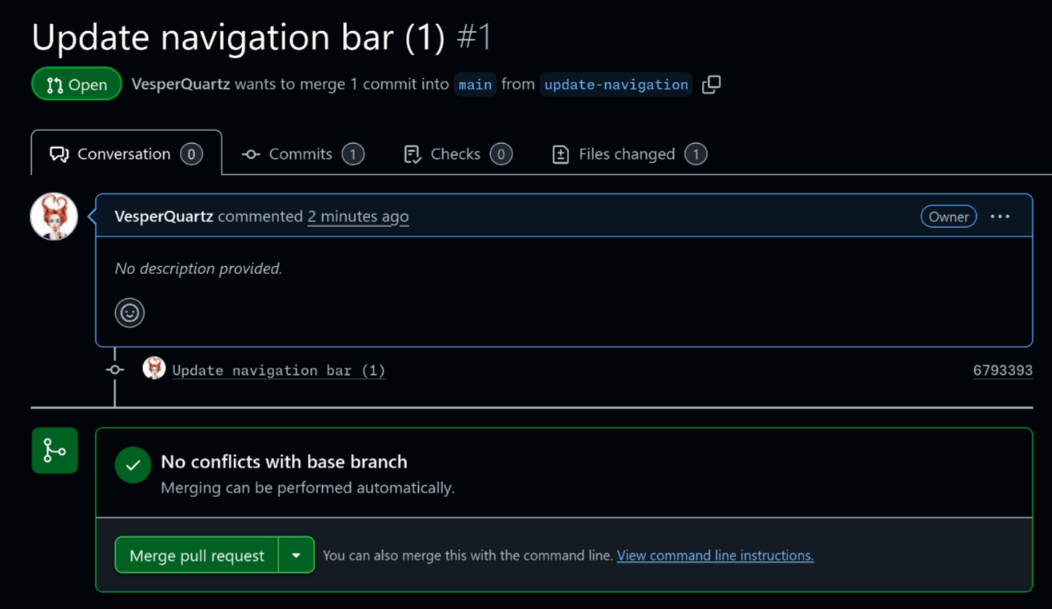 Update navigation bar (1) #1
Open VesperQuartz wants to merge 1 commit into main from update-navigation
Conversation 0 Commits 1 Checks 0 Files changed 1
VesperQuartz commented 2 minutes ago Owner
No description provided.
Update navigation bar (1) 6793393
No conflicts with base branch
Merging can be performed automatically.
Merge pull request You can also merge this with the command line. View command line instructions.